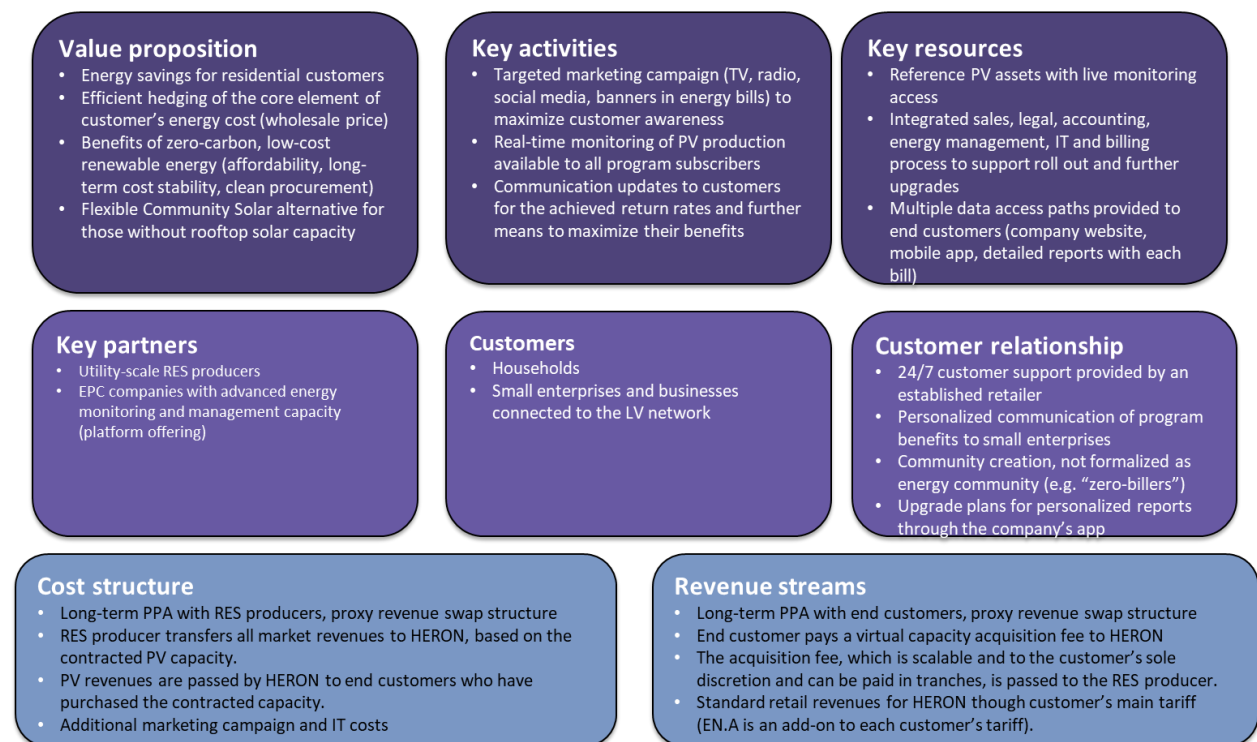 Value proposition
• Energy savings for residential customers
• Efficient hedging of the core element of
customer's energy cost (wholesale price)
• Benefits of zero-carbon, low-cost
renewable energy (affordability, long-
term cost stability, clean procurement)
• Flexible Community Solar alternative for
those without rooftop solar capacity
Key activities
• Targeted marketing campaign (TV, radio,
social media, banners in energy bills) to
maximize customer awareness
• Real-time monitoring of PV production
available to all program subscribers
• Communication updates to customers
for the achieved return rates and further
means to maximize their benefits
Key resources
• Reference PV assets with live monitoring
access
• Integrated sales, legal, accounting,
energy management, IT and billing
process to support roll out and further
upgrades
• Multiple data access paths provided to
end customers (company website,
mobile app, detailed reports with each
bill)
Key partners
• Utility-scale RES producers
• EPC companies with advanced energy
monitoring and management capacity
(platform offering)
Customers
• Households
• Small enterprises and businesses
connected to the LV network
Customer relationship
• 24/7 customer support provided by an
established retailer
• Personalized communication of program
benefits to small enterprises
• Community creation, not formalized as
energy community (e.g. “zero-billers”)
• Upgrade plans for personalized reports
through the company's app
Cost structure
• Long-term PPA with RES producers, proxy revenue swap structure
• RES producer transfers all market revenues to HERON, based on the
contracted PV capacity.
• PV revenues are passed by HERON to end customers who have
purchased the contracted capacity.
• Additional marketing campaign and IT costs
Revenue streams
• Long-term PPA with end customers, proxy revenue swap structure
• End customer pays a virtual capacity acquisition fee to HERON
• The acquisition fee, which is scalable and to the customer's sole
discretion and can be paid in tranches, is passed to the RES producer.
• Standard retail revenues for HERON though customer's main tariff
(EN.A is an add-on to each customer's tariff).